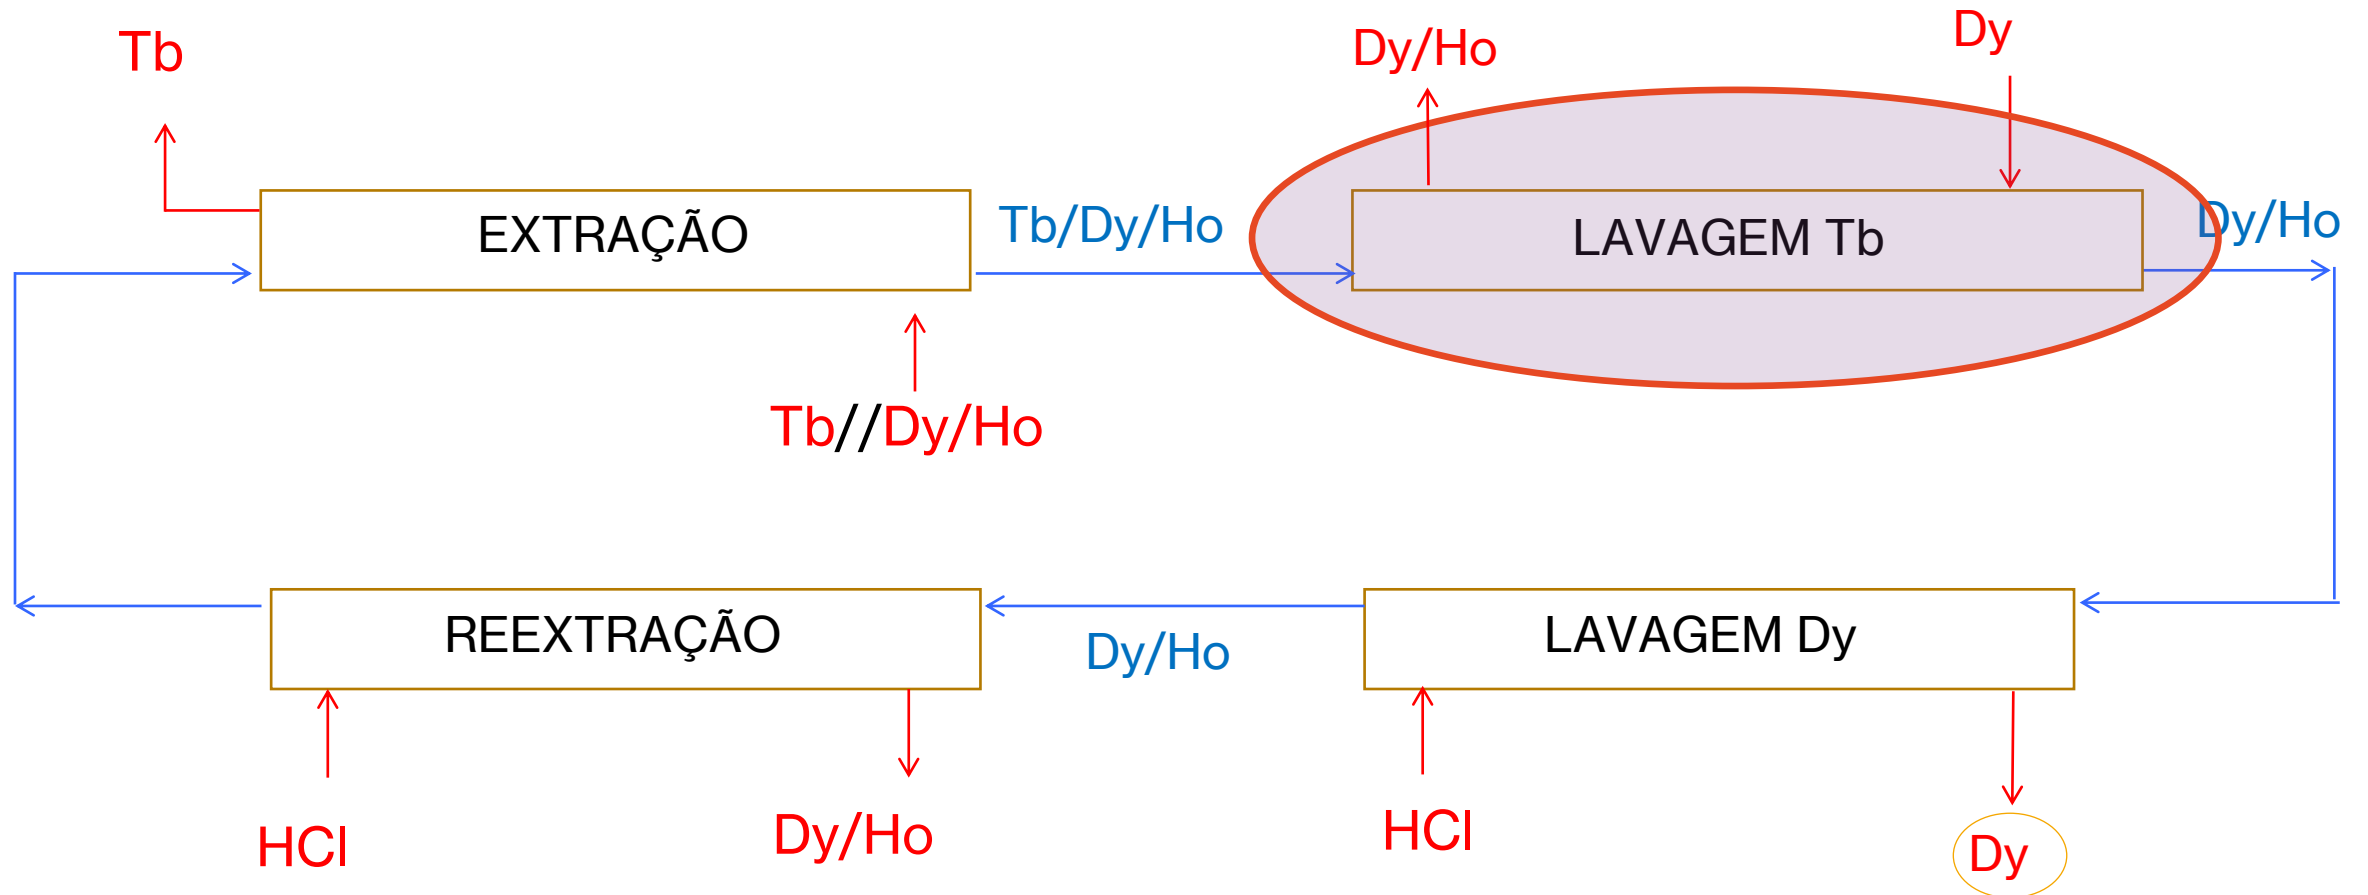 Tb
Dy/Ho
Dy
EXTRAÇÃO
Tb/Dy/Ho
LAVAGEM Tb
Dy/Ho
Tb//Dy/Ho
REEXTRAÇÃO
Dy/Ho
LAVAGEM Dy
HCl
Dy/Ho
HCl
Dy